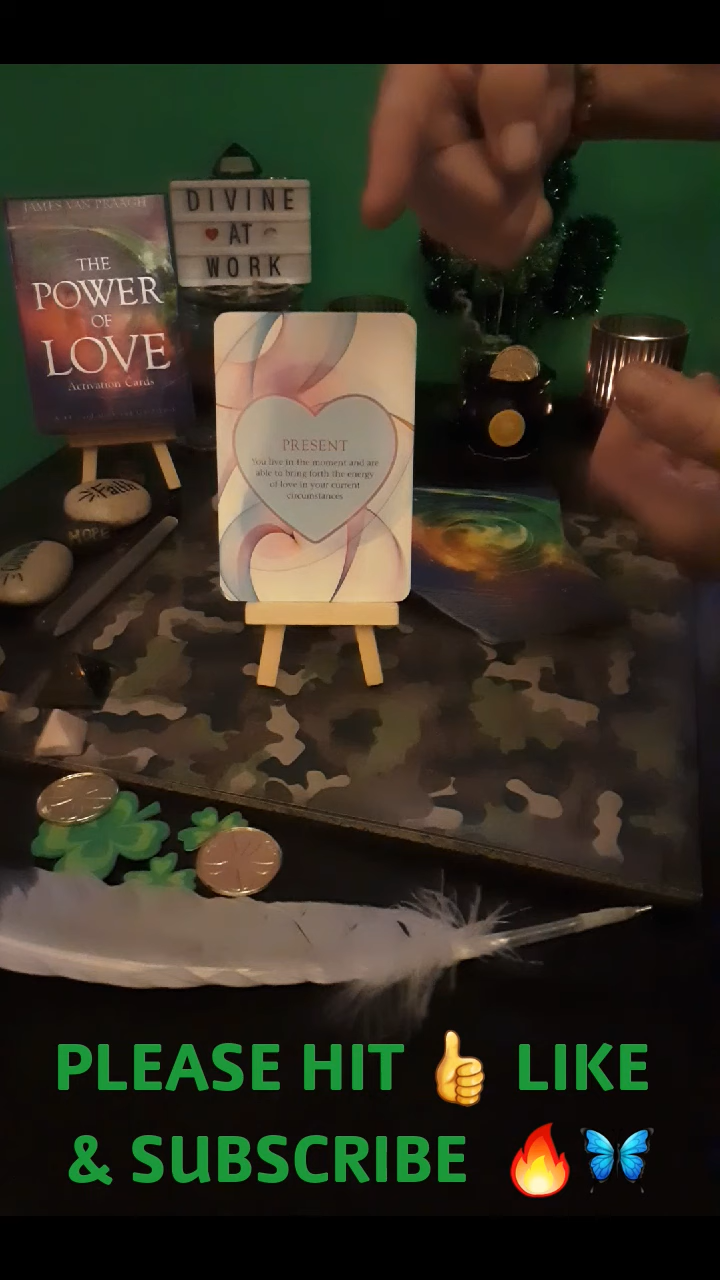 JAMES VAN PRAAGH
THE
POWER
OF
LOVE
Activation Cards
DIVINE
AT
WORK
PRESENT
You live in the moment and are
able to bring forth the energy
of love in your current
circumstances
Faith
HOPE
PLEASE HIT 👍 LIKE
& SUBSCRIBE 🔥🦋